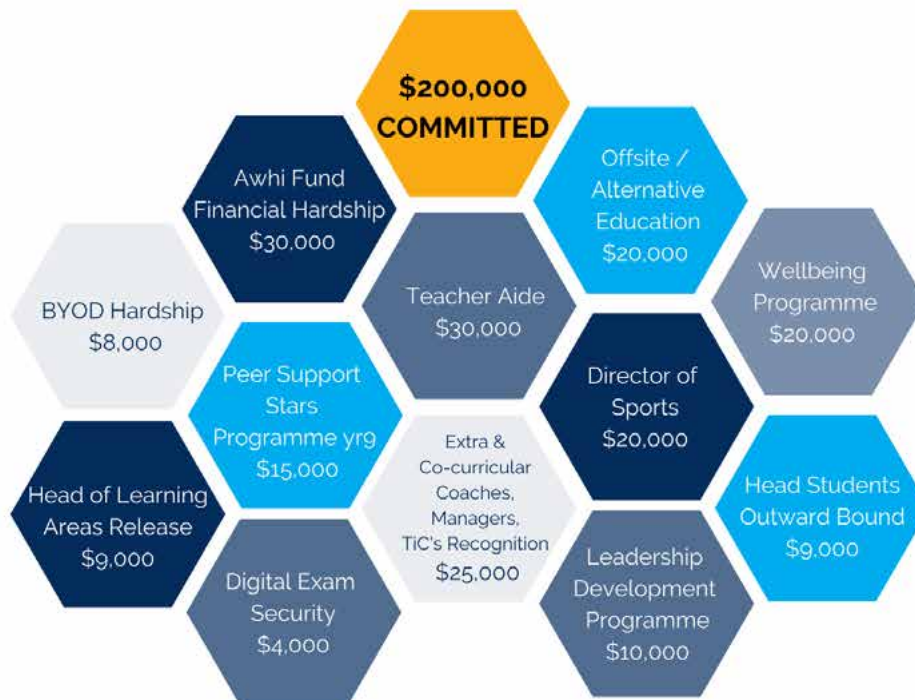 $200,000
COMMITTED
Awhi Fund
Financial Hardship
$30,000
Offsite /
Alternative
Education
$20,000
BYOD Hardship
$8,000
Teacher Aide
$30,000
Wellbeing
Programme
$20,000
Peer Support
Stars
Programme yr9
$15,000
Director of
Sports
$20,000
Head of Learning
Areas Release
$9,000
Extra &
Co-curricular
Coaches,
Managers,
TiC's Recognition
$25,000
Head Students
Outward Bound
$9,000
Digital Exam
Security
$4,000
Leadership
Development
Programme
$10,000